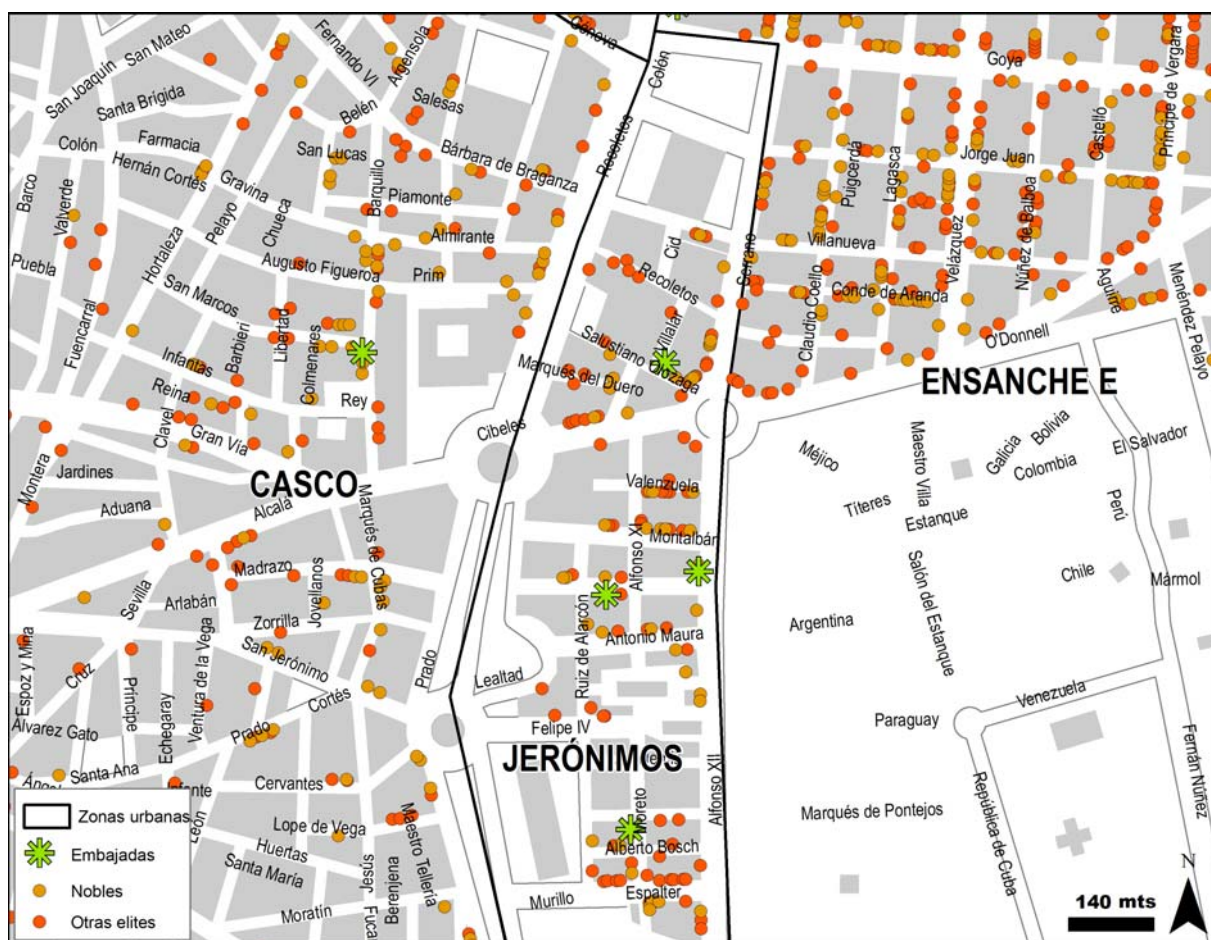 San Mateo
Fernando VI
Argensola
Génova
Colón
Goya
Príncipe de Vergara
San Joaquín
Santa Brígida
Belén
Salesas
Recoletos
Castelló
Colón
Farmacia
San Lucas
Bárbara de Braganza
Puigcerdá
Lagasca
Jorge Juan
Barco
Valverde
Hernán Cortés
Gravina
Barquillo
Piamonte
Núñez de Balboa
Pelayo
Chueca
Almirante
Cid
Serrano
Villanueva
Velázquez
Puebla
Hortaleza
Augusto Figueroa
Prim
Recoletos
Claudio Coello
Conde de Aranda
Aguirre
Menéndez Pelayo
Fuencarral
San Marcos
Libertad
Villalar
Salustiano Olózaga
O'Donnell
Infantas
Barbieri
Colmenares
Marqués del Duero
ENSANCHE E
Reina
Rey
Clavel
Gran Vía
Cibeles
Méjico
Maestro Villa
Galicia
Bolivia
El Salvador
Montera
Jardines
CASCO
Valenzuela
Colombia
Aduana
Alcalá
Marqués de Cubas
Títeres
Estanque
Perú
Montalbán
Alfonso XI
Sevilla
Madrazo
Jovellanos
Salón del Estanque
Chile
Mármol
Arlabán
Zorrilla
Ruiz de Alarcón
Antonio Maura
Argentina
Espoz y Mina
Cruz
Ventura de la Vega
San Jerónimo
Prado
Lealtad
Príncipe
Echegaray
Cortés
Venezuela
Álvarez Gato
Prado
Felipe IV
Paraguay
Santa Ana
JERÓNIMOS
Alfonso XII
Fernán Núñez
Cervantes
Moreto
República de Cuba
Marqués de Pontejos
León
Lope de Vega
Maestro Tellería
Alberto Bosch
Huertas
Santa María
Jesús
Berenjena
Espalter
Moratín
Murillo
Zonas urbanas
Embajadas
Nobles
Otras elites
N
140 mts